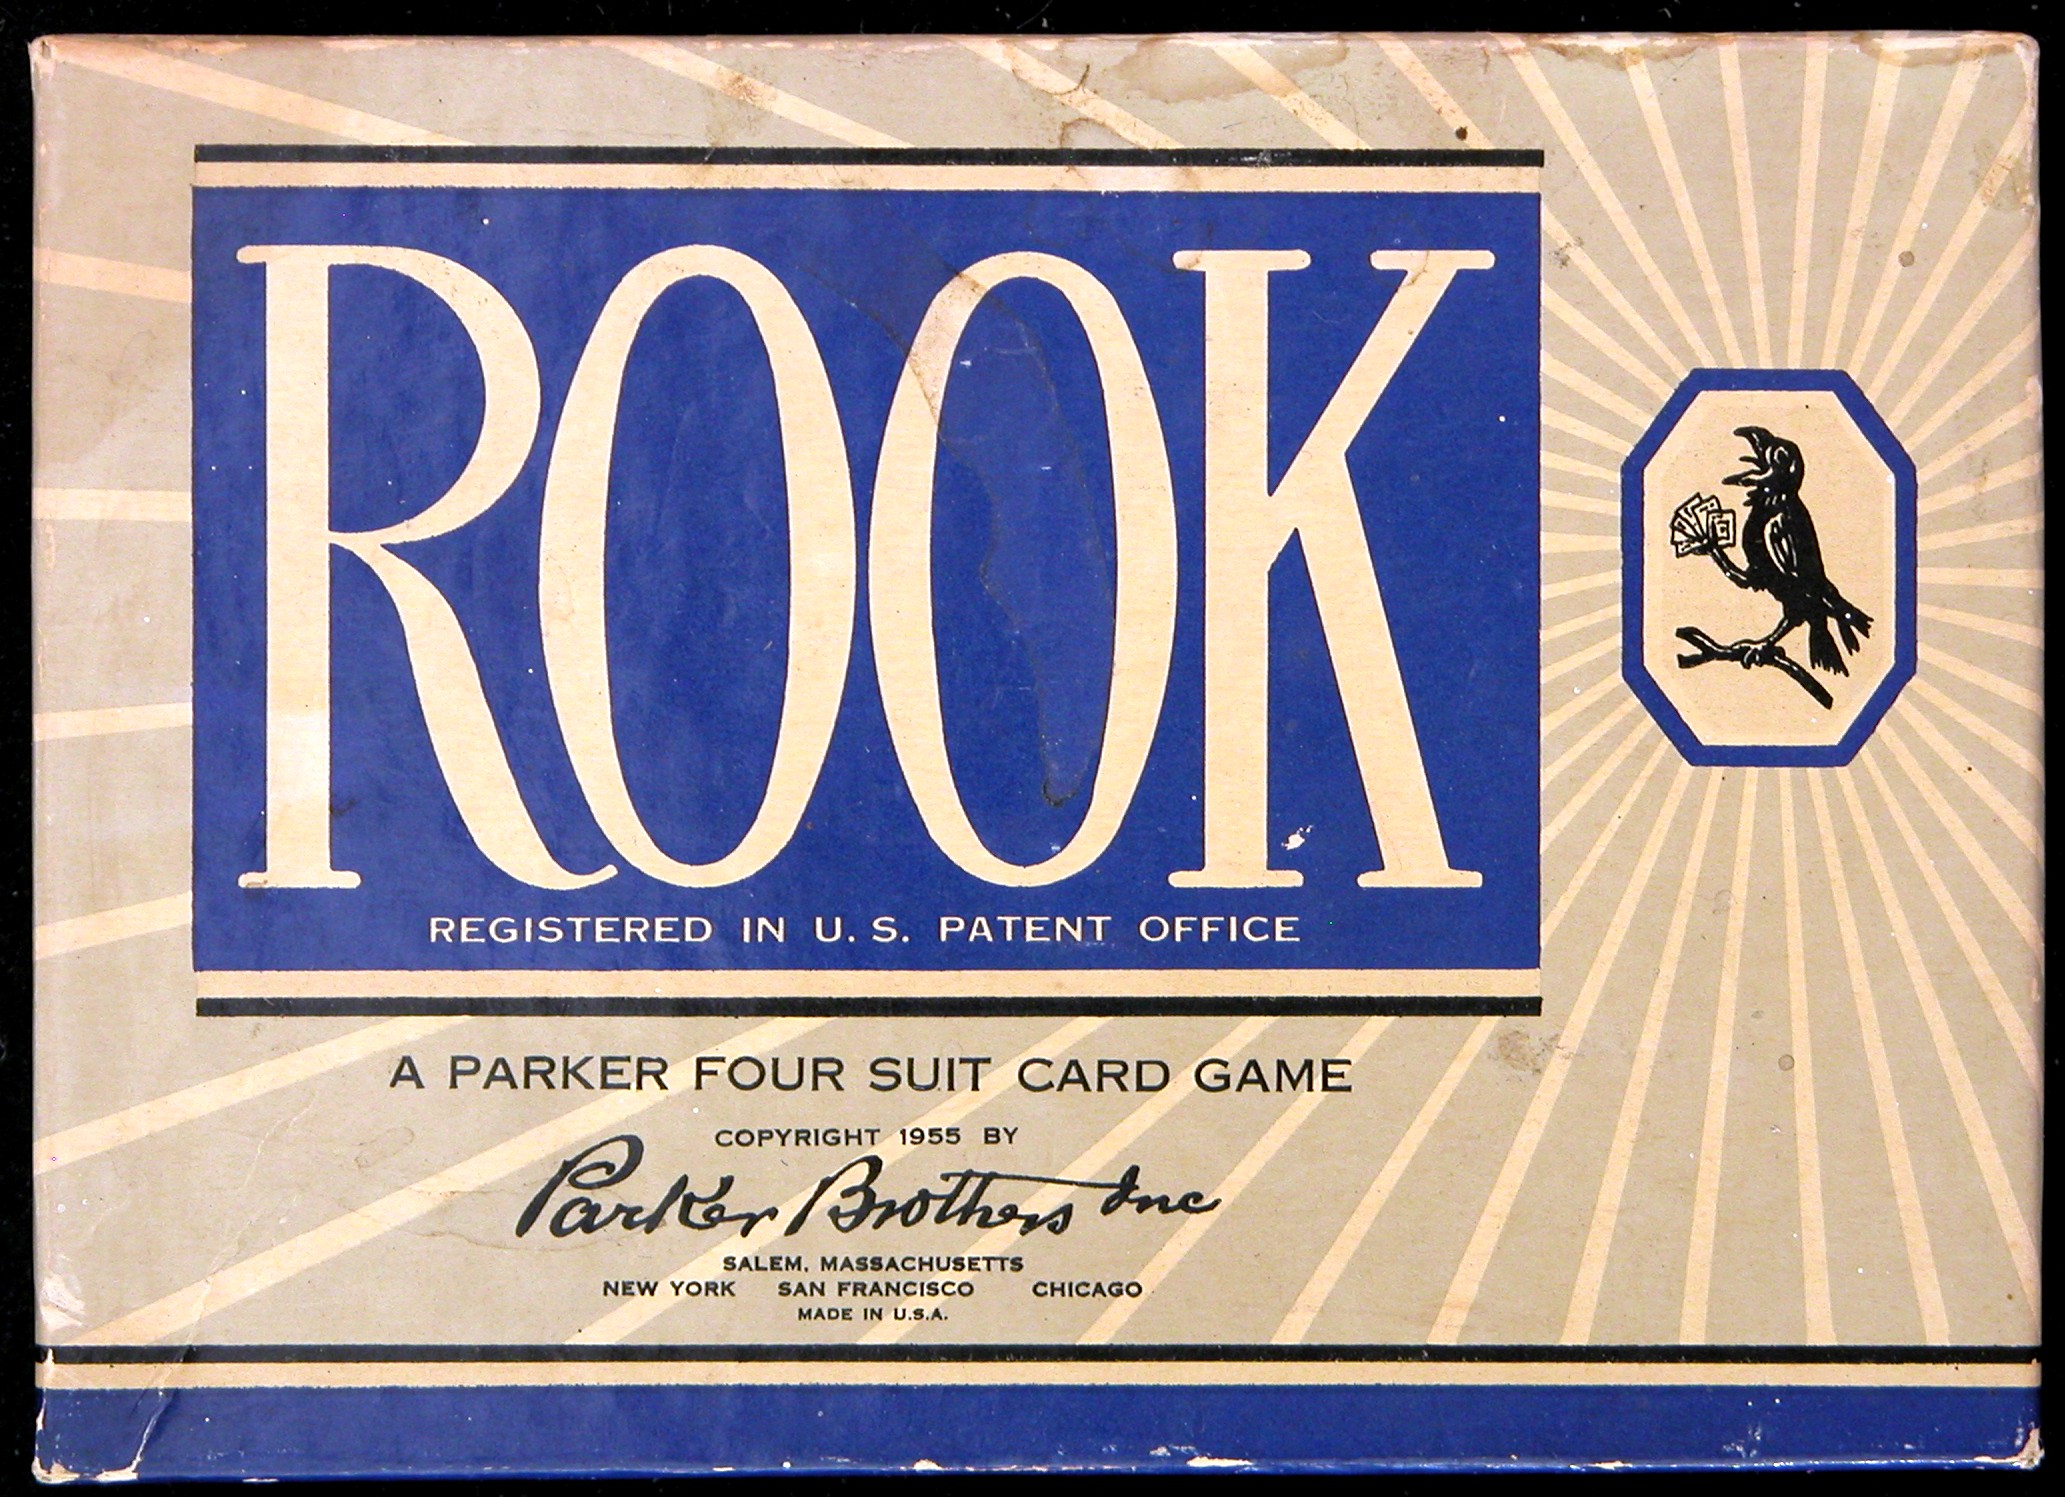 ROOK
REGISTERED IN U. S. PATENT OFFICE
A PARKER FOUR SUIT CARD GAME
COPYRIGHT 1955 BY
Parker Brothers Inc
SALEM, MASSACHUSETTS
NEW YORK SAN FRANCISCO CHICAGO
MADE IN U.S.A.